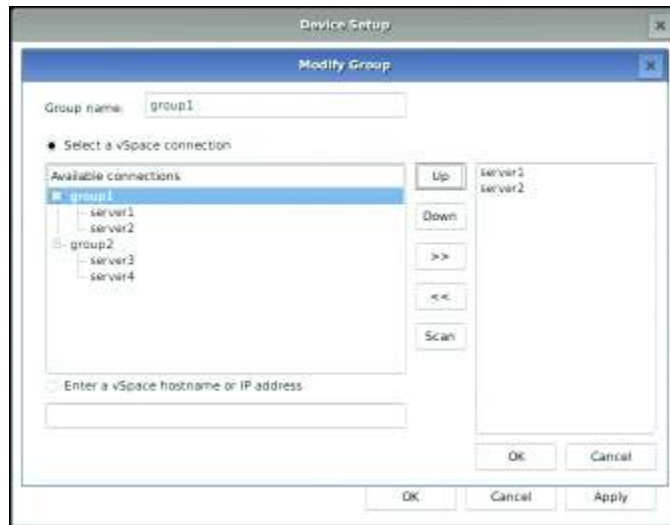 Device Setup
Modify Group
Group name: group1
Select a vSpace connection
Available connections
group1
server1
server2
group2
server3
server4
Up
Down
>>
<<
Scan
server1
server2
Enter a vSpace hostname or IP address
OK Cancel
OK Cancel Apply